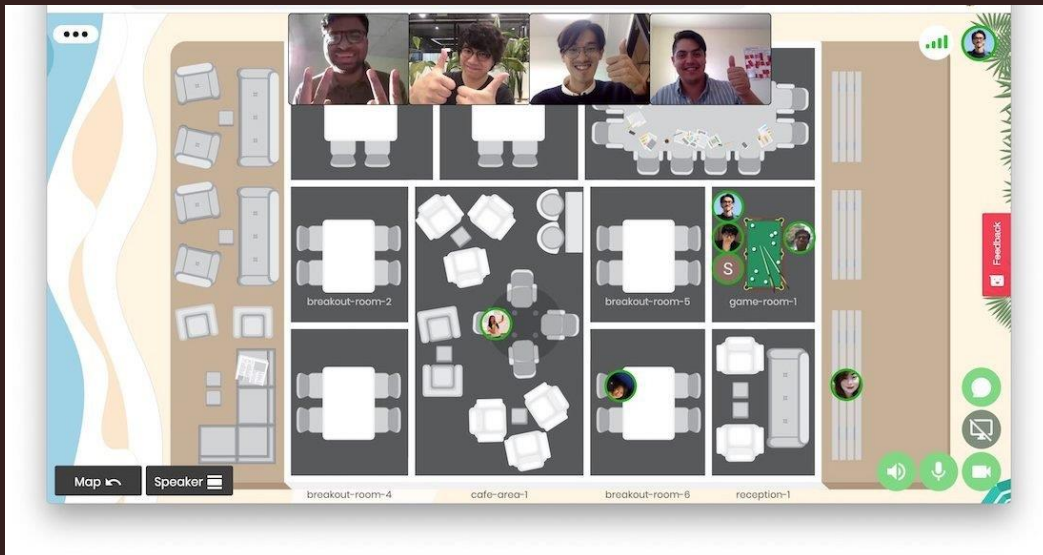 Feedback
breakout-room-2
breakout-room-5
game-room-1
S
Map
Speaker
breakout-room-4
cafe-area-1
breakout-room-6
reception-1